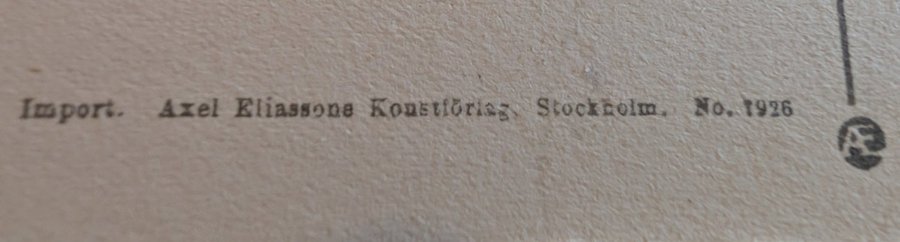 Import. Axel Eliassons Konstförlag, Stockholm. No. 1926
Æ